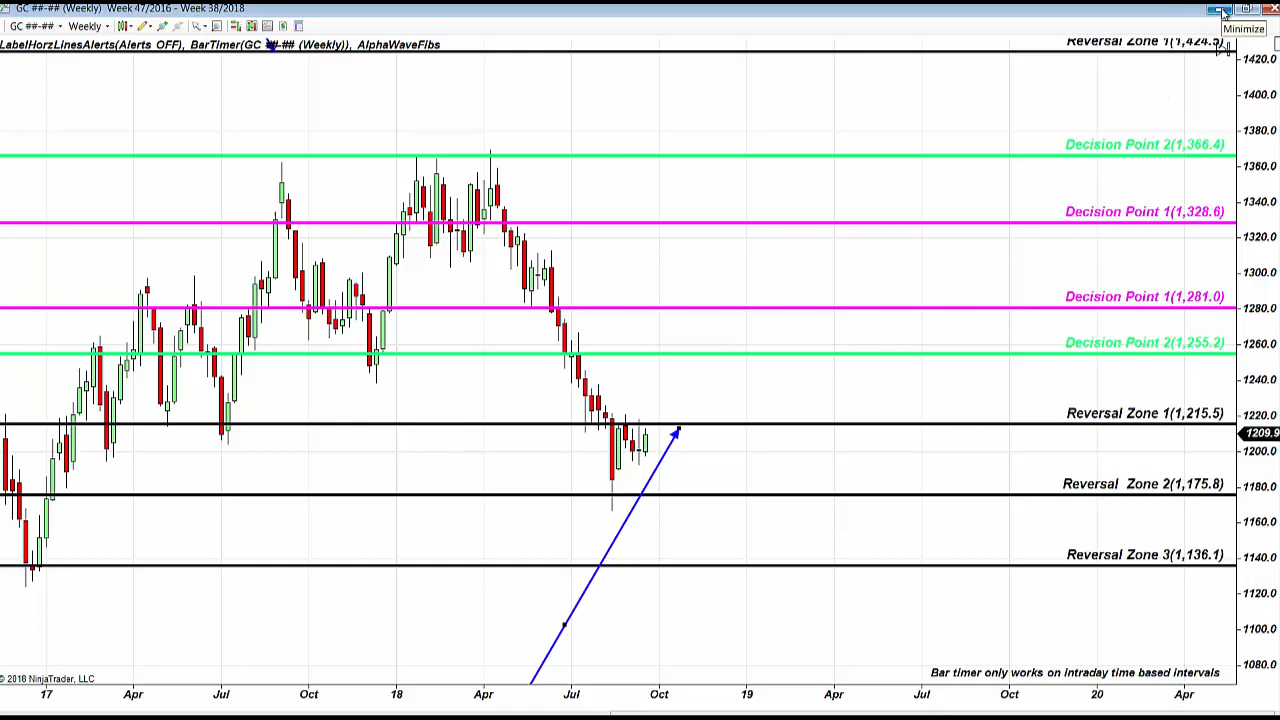 GC ##-## (Weekly) Week 47/2016 - Week 38/2018
GC ##-## Weekly
Minimize
LabelHorzLinesAlerts(Alerts OFF), BarTimer(GC ##-## (Weekly)), AlphaWaveFibs
Reversal Zone 1(1,424.5)
1420.0
1400.0
1380.0
Decision Point 2(1,366.4)
1360.0
1340.0
Decision Point 1(1,328.6)
1320.0
1300.0
Decision Point 1(1,281.0)
1280.0
Decision Point 2(1,255.2)
1260.0
1240.0
Reversal Zone 1(1,215.5)
1220.0
1209.9
1200.0
Reversal Zone 2(1,175.8)
1180.0
1160.0
Reversal Zone 3(1,136.1)
1140.0
1120.0
1100.0
1080.0
Bar timer only works on intraday time based intervals
© 2018 NinjaTrader, LLC
17 Apr Jul Oct 18 Apr Jul Oct 19 Apr Jul Oct 20 Apr